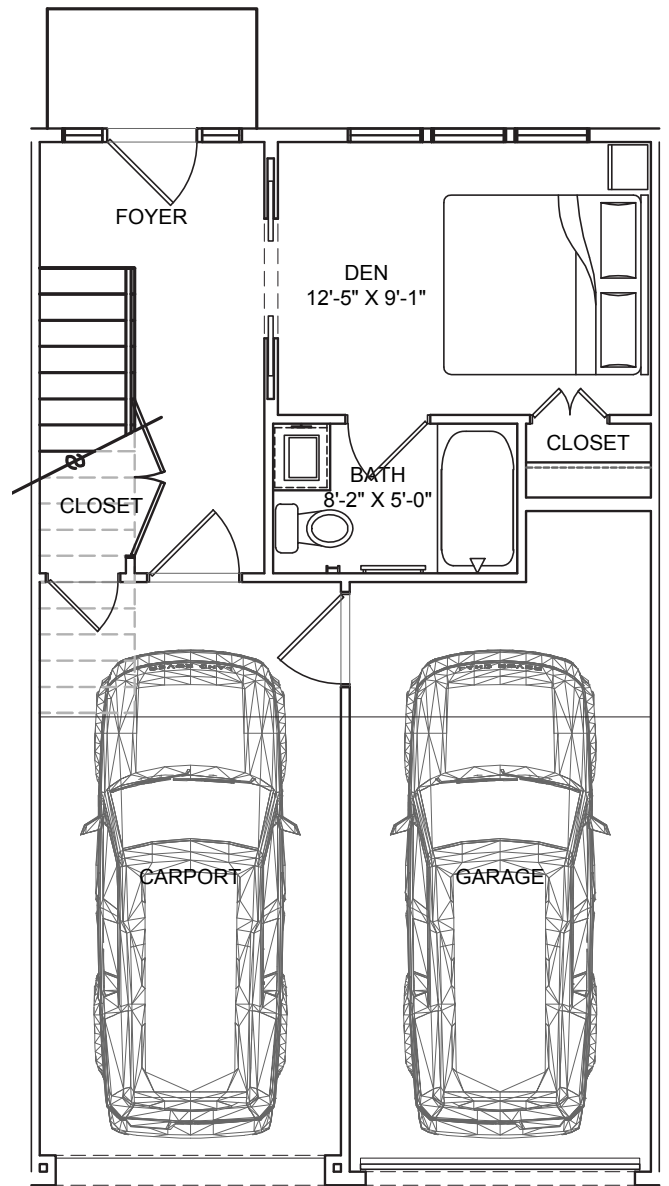 FOYER
DEN
12'-5" X 9'-1"
CLOSET
BATH
8'-2" X 5'-0"
CLOSET
CARPORT
GARAGE